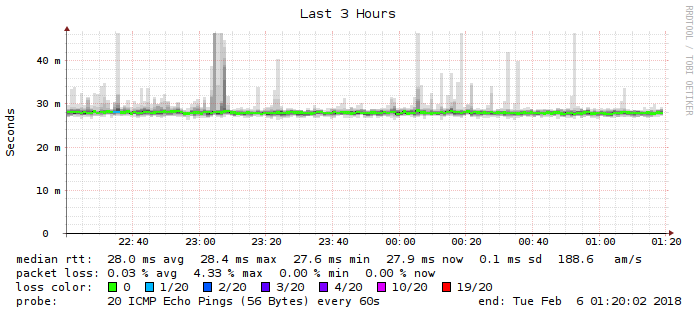 Last 3 Hours
RRDTOOL / TOBI OETIKER
Seconds
40 m
30 m
20 m
10 m
0
22:40 23:00 23:20 23:40 00:00 00:20 00:40 01:00 01:20
median rtt: 28.0 ms avg 28.4 ms max 27.6 ms min 27.9 ms now 0.1 ms sd 188.6 am/s
packet loss: 0.03 % avg 4.33 % max 0.00 % min 0.00 % now
loss color: 0 1/20 2/20 3/20 4/20 10/20 19/20
probe: 20 ICMP Echo Pings (56 Bytes) every 60s end: Tue Feb 6 01:20:02 2018